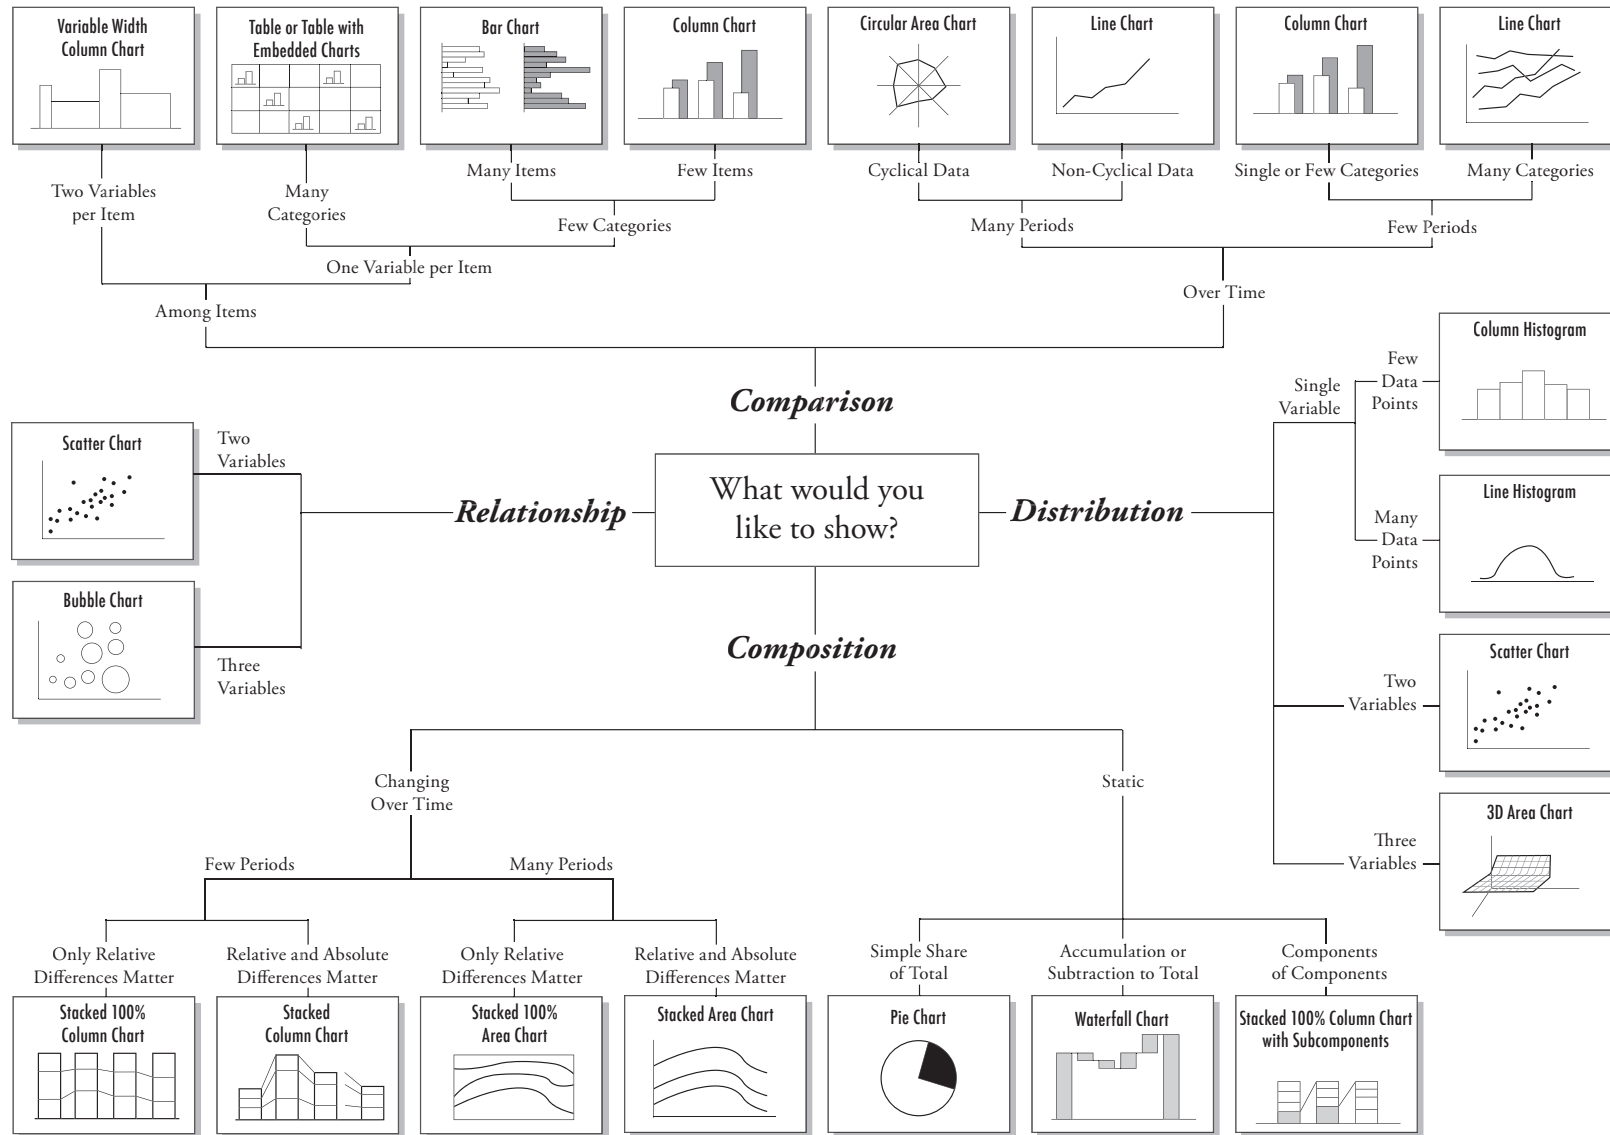 Variable Width
Column Chart
Table or Table with
Embedded Charts
Bar Chart
Column Chart
Circular Area Chart
Line Chart
Column Chart
Line Chart
Two Variables
per Item
Many
Categories
Many Items
Few Items
Cyclical Data
Non-Cyclical Data
Single or Few Categories
Many Categories
Few Categories
Many Periods
Few Periods
One Variable per Item
Over Time
Among Items
Comparison
Single
Variable
Few
Data
Points
Column Histogram
Many
Data
Points
Line Histogram
Scatter Chart
Two
Variables
Relationship
What would you
like to show?
Distribution
Bubble Chart
Three
Variables
Composition
Two
Variables
Scatter Chart
Three
Variables
3D Area Chart
Changing
Over Time
Static
Few Periods
Many Periods
Only Relative
Differences Matter
Relative and Absolute
Differences Matter
Only Relative
Differences Matter
Relative and Absolute
Differences Matter
Simple Share
of Total
Accumulation or
Subtraction to Total
Components
of Components
Stacked 100%
Column Chart
Stacked
Column Chart
Stacked 100%
Area Chart
Stacked Area Chart
Pie Chart
Waterfall Chart
Stacked 100% Column Chart
with Subcomponents